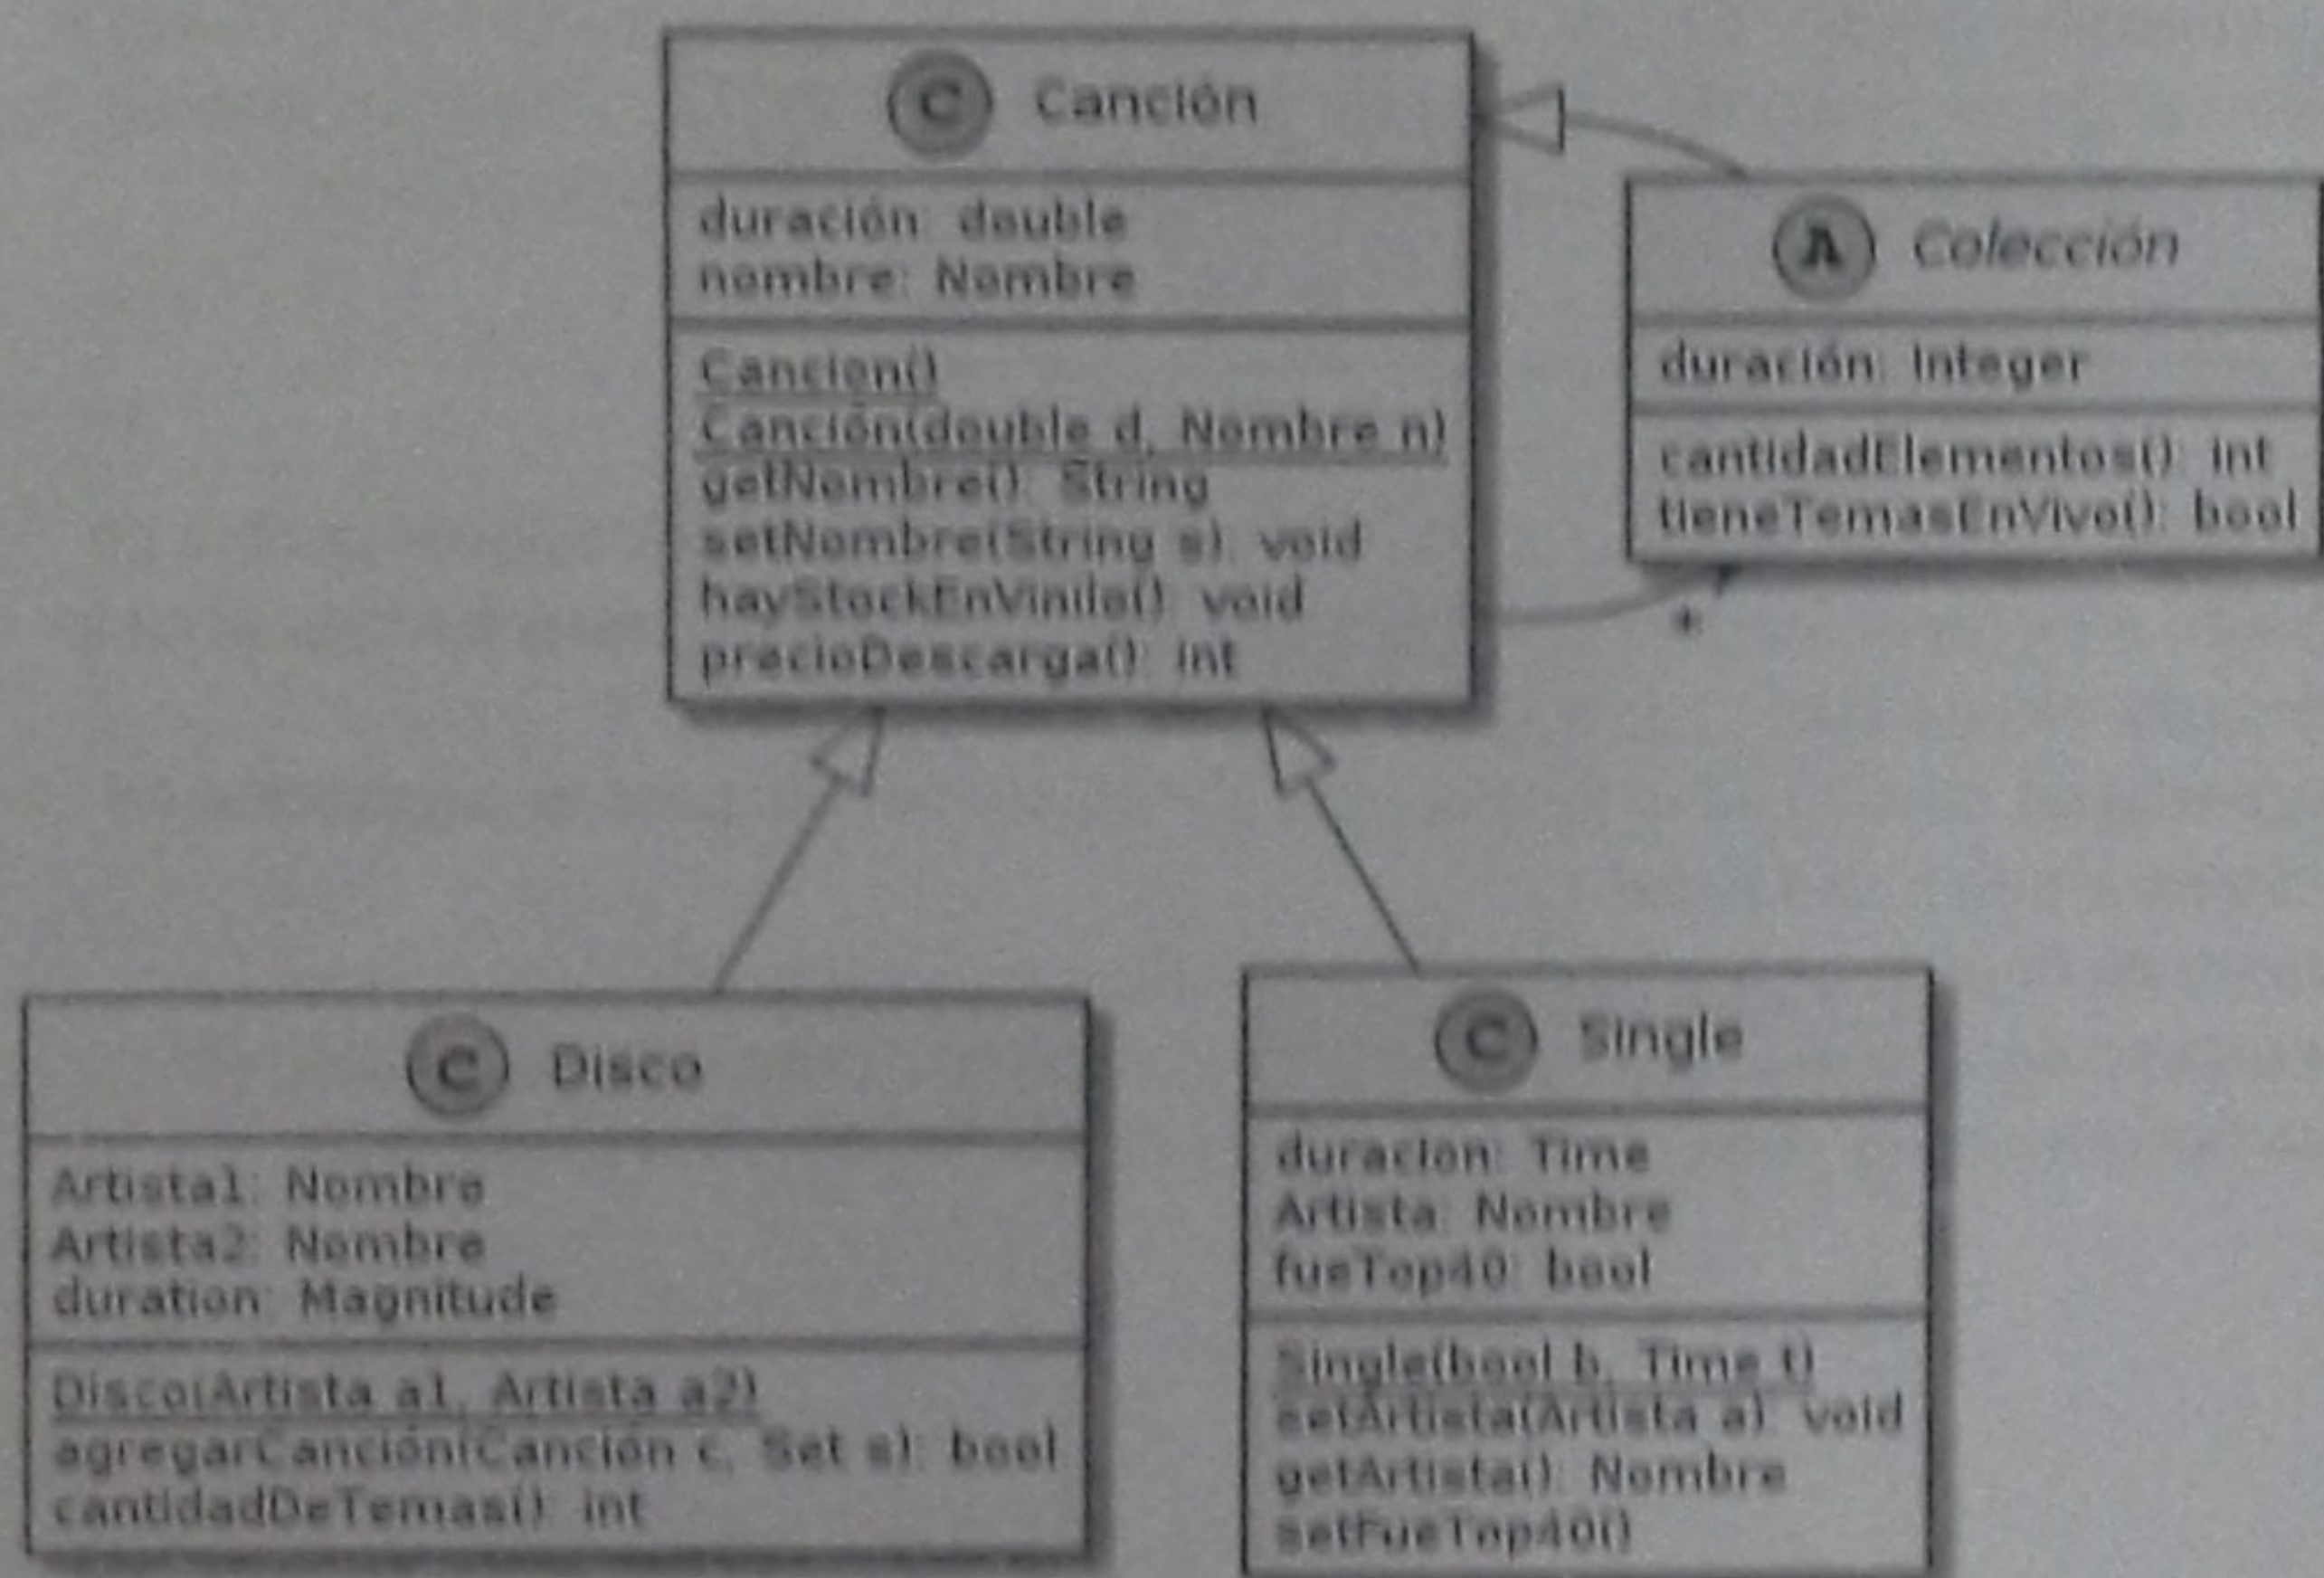 C Canción
duración: double
nombre: Nombre
Cancion()
Canción(double d, Nombre n)
getNombre(): String
setNombre(String s): void
hayStockEnVinilo(): void
precioDescarga(): int
A Colección
duración: Integer
cantidadElementos(): int
tieneTemasEnVivo(): bool
*
C Disco
Artista1: Nombre
Artista2: Nombre
duration: Magnitude
Disco(Artista a1, Artista a2)
agregarCanción(Canción c, Set s): bool
cantidadDeTemas(): int
C Single
duracion: Time
Artista: Nombre
fueTop40: bool
Single(bool b, Time t)
setArtista(Artista a): void
getArtista(): Nombre
setFueTop40()